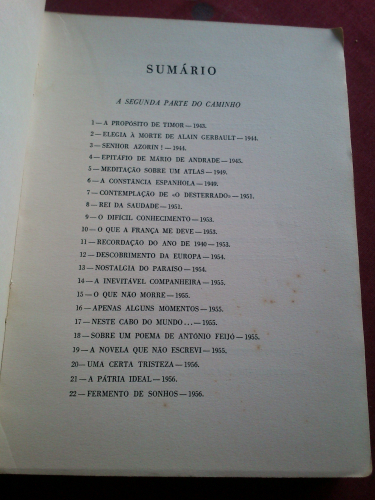 SUMÁRIO
A SEGUNDA PARTE DO CAMINHO
1 — A PROPÓSITO DE TIMOR — 1943.
2 — ELEGIA À MORTE DE ALAIN GERBAULT — 1944.
3 — SENHOR AZORIN! — 1944.
4 — EPITÁFIO DE MÁRIO DE ANDRADE — 1945.
5 — MEDITAÇÃO SOBRE UM ATLAS — 1949.
6 — A CONSTÂNCIA ESPANHOLA — 1949.
7 — CONTEMPLAÇÃO DE «O DESTERRADO» — 1951.
8 — REI DA SAUDADE — 1951.
9 — O DIFÍCIL CONHECIMENTO — 1953.
10 — O QUE A FRANÇA ME DEVE — 1953.
11 — RECORDAÇÃO DO ANO DE 1940 — 1953.
12 — DESCOBRIMENTO DA EUROPA — 1954.
13 — NOSTALGIA DO PARAISO — 1954.
14 — A INEVITÁVEL COMPANHEIRA — 1955.
15 — O QUE NÃO MORRE — 1955.
16 — APENAS ALGUNS MOMENTOS — 1955.
17 — NESTE CABO DO MUNDO... — 1955.
18 — SOBRE UM POEMA DE ANTONIO FEIJÓ — 1955.
19 — A NOVELA QUE NÃO ESCREVI — 1955.
20 — UMA CERTA TRISTEZA — 1956.
21 — A PÁTRIA IDEAL — 1956.
22 — FERMENTO DE SONHOS — 1956.